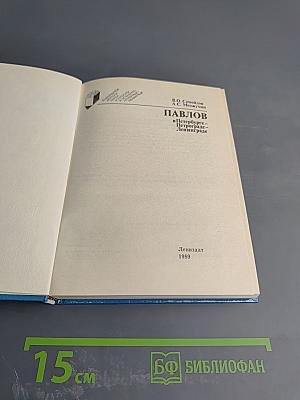 В.О. Самойлов
А.С. Мозжухин
ПАВЛОВ
в Петербурге–
Петрограде–
Ленинграде
Лениздат
1989
15 см
БФ БИБЛИОФАН